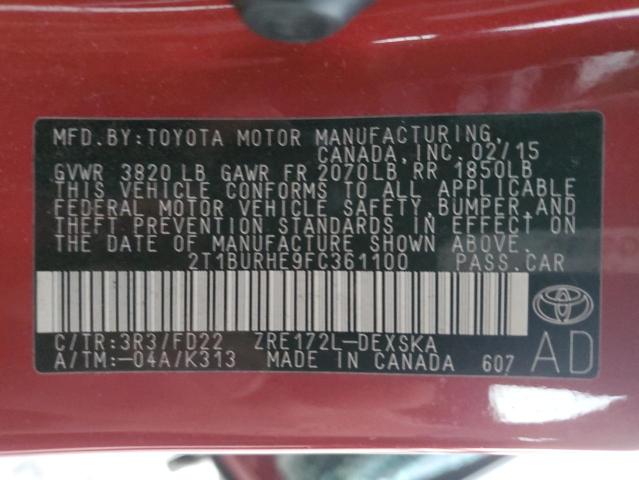 MFD. BY: TOYOTA MOTOR MANUFACTURING,
CANADA, INC. 02/15
GVWR 3820 LB GAWR FR 2070LB RR 1850LB
THIS VEHICLE CONFORMS TO ALL APPLICABLE
FEDERAL MOTOR VEHICLE SAFETY, BUMPER, AND
THEFT PREVENTION STANDARDS IN EFFECT ON
THE DATE OF MANUFACTURE SHOWN ABOVE.
2T1BURHE9FC361100 PASS. CAR
C/TR: 3R3/FD22 ZRE172L-DEXSKA
A/TM: -04A/K313 MADE IN CANADA 607 AD